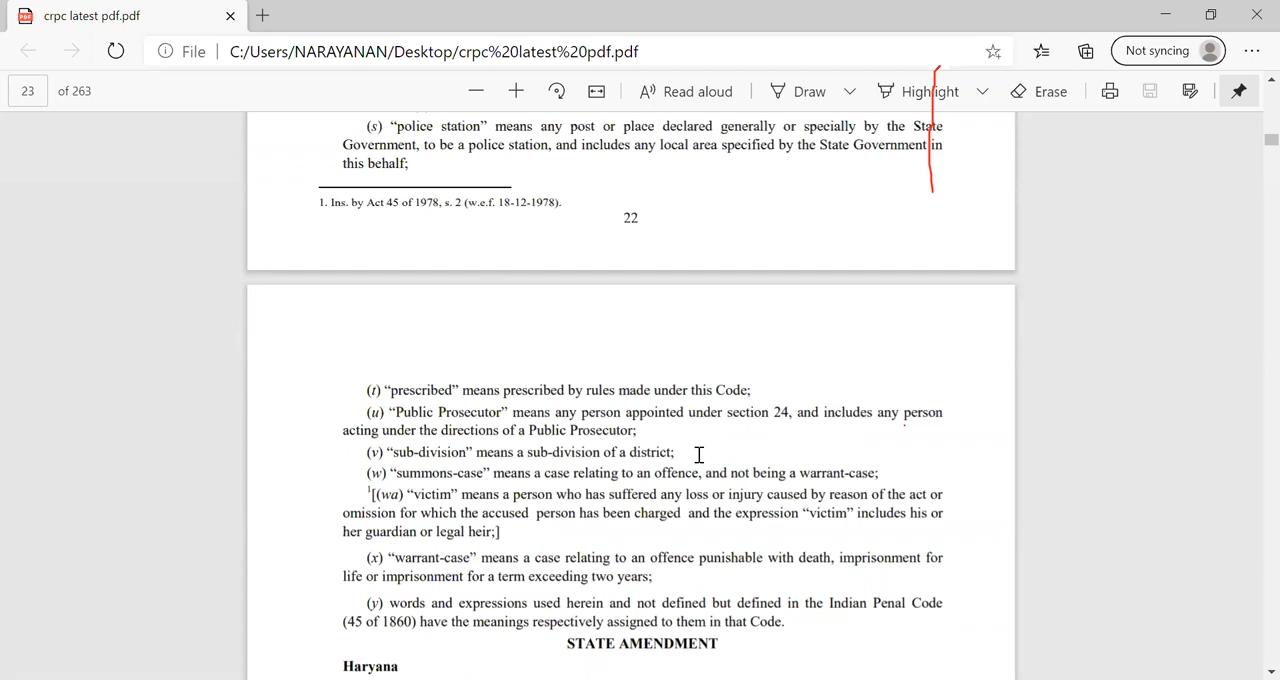 crpc latest pdf.pdf
File C:/Users/NARAYANAN/Desktop/crpc%20latest%20pdf.pdf Not syncing
23 of 263 Read aloud Draw Highlight Erase
(s) “police station” means any post or place declared generally or specially by the State
Government, to be a police station, and includes any local area specified by the State Government in
this behalf;
1. Ins. by Act 45 of 1978, s. 2 (w.e.f. 18-12-1978).
22
(t) “prescribed” means prescribed by rules made under this Code;
(u) “Public Prosecutor” means any person appointed under section 24, and includes any person
acting under the directions of a Public Prosecutor;
(v) “sub-division” means a sub-division of a district;
(w) “summons-case” means a case relating to an offence, and not being a warrant-case;
1[(wa) “victim” means a person who has suffered any loss or injury caused by reason of the act or
omission for which the accused person has been charged and the expression “victim” includes his or
her guardian or legal heir;]
(x) “warrant-case” means a case relating to an offence punishable with death, imprisonment for
life or imprisonment for a term exceeding two years;
(y) words and expressions used herein and not defined but defined in the Indian Penal Code
(45 of 1860) have the meanings respectively assigned to them in that Code.
STATE AMENDMENT
Haryana